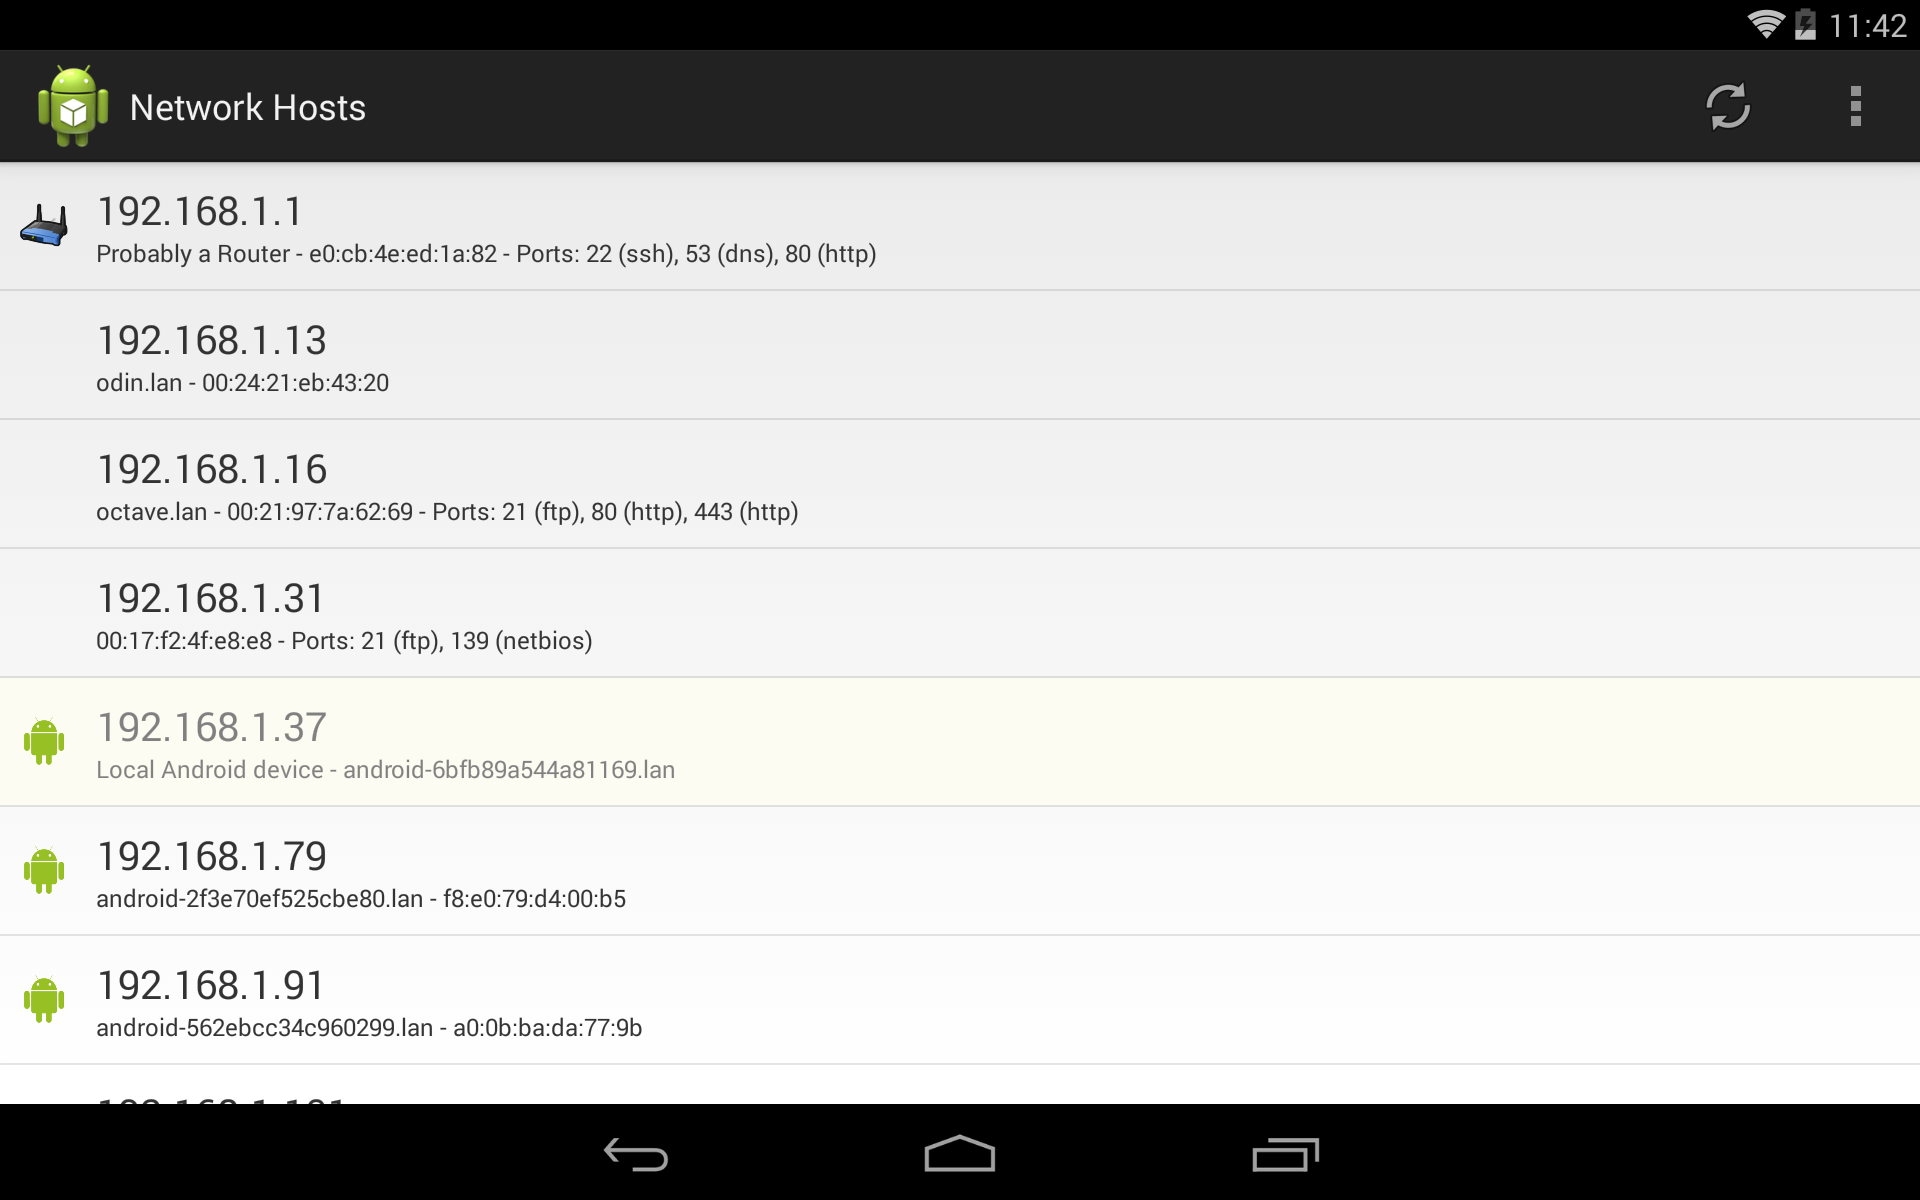 11:42
Network Hosts
192.168.1.1
Probably a Router - e0:cb:4e:ed:1a:82 - Ports: 22 (ssh), 53 (dns), 80 (http)
192.168.1.13
odin.lan - 00:24:21:eb:43:20
192.168.1.16
octave.lan - 00:21:97:7a:62:69 - Ports: 21 (ftp), 80 (http), 443 (http)
192.168.1.31
00:17:f2:4f:e8:e8 - Ports: 21 (ftp), 139 (netbios)
192.168.1.37
Local Android device - android-6bfb89a544a81169.lan
192.168.1.79
android-2f3e70ef525cbe80.lan - f8:e0:79:d4:00:b5
192.168.1.91
android-562ebcc34c960299.lan - a0:0b:ba:da:77:9b